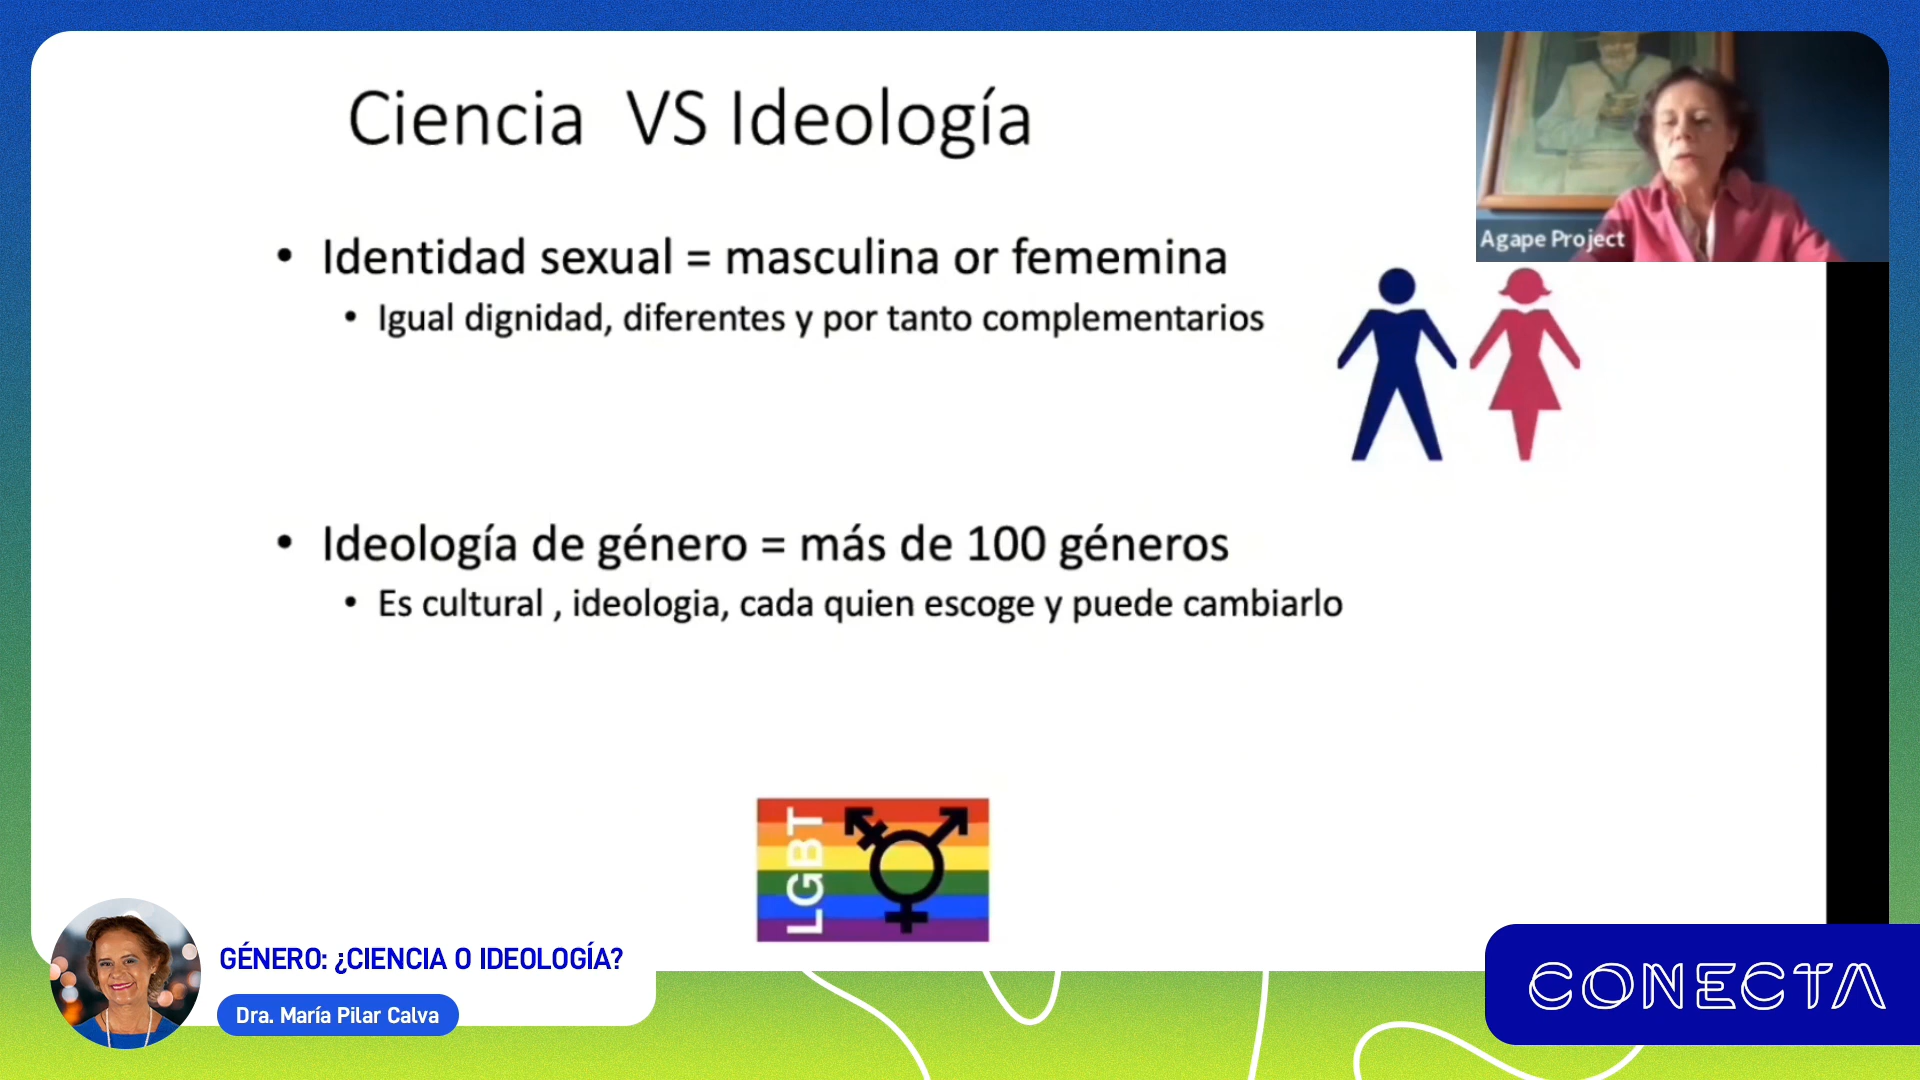 Ciencia VS Ideología
Agape Project
• Identidad sexual = masculina or fememina
• Igual dignidad, diferentes y por tanto complementarios
• Ideología de género = más de 100 géneros
• Es cultural , ideologia, cada quien escoge y puede cambiarlo
LGBT
GÉNERO: ¿CIENCIA O IDEOLOGÍA?
Dra. María Pilar Calva
CONECTA